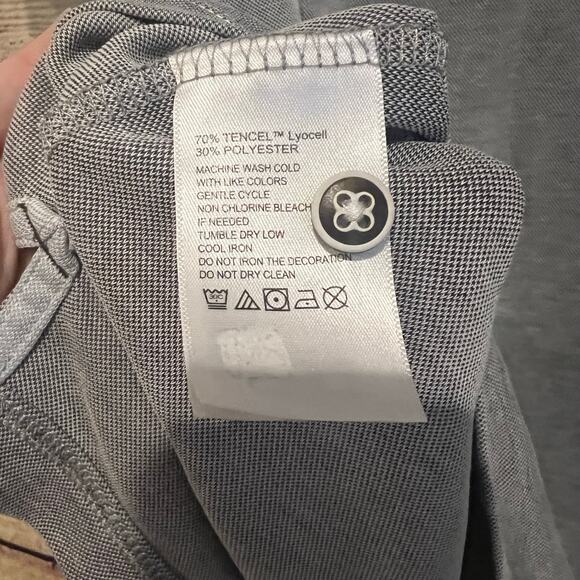 70% TENCEL™ Lyocell
30% POLYESTER
MACHINE WASH COLD
WITH LIKE COLORS
GENTLE CYCLE
NON CHLORINE BLEACH
IF NEEDED
TUMBLE DRY LOW
COOL IRON
DO NOT IRON THE DECORATION
DO NOT DRY CLEAN